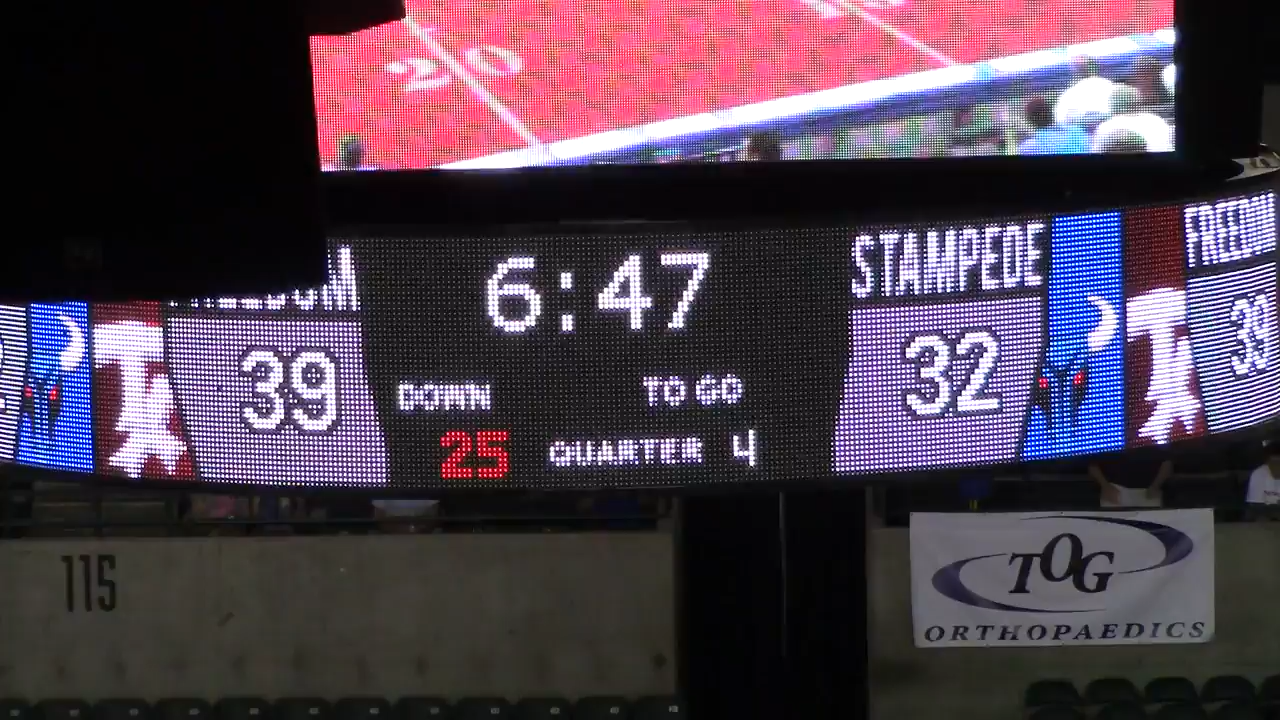 20
6:47
STAMPEDE
FREEDOM
39
DOWN
TO GO
32
39
25
QUARTER 4
115
TOG
ORTHOPAEDICS